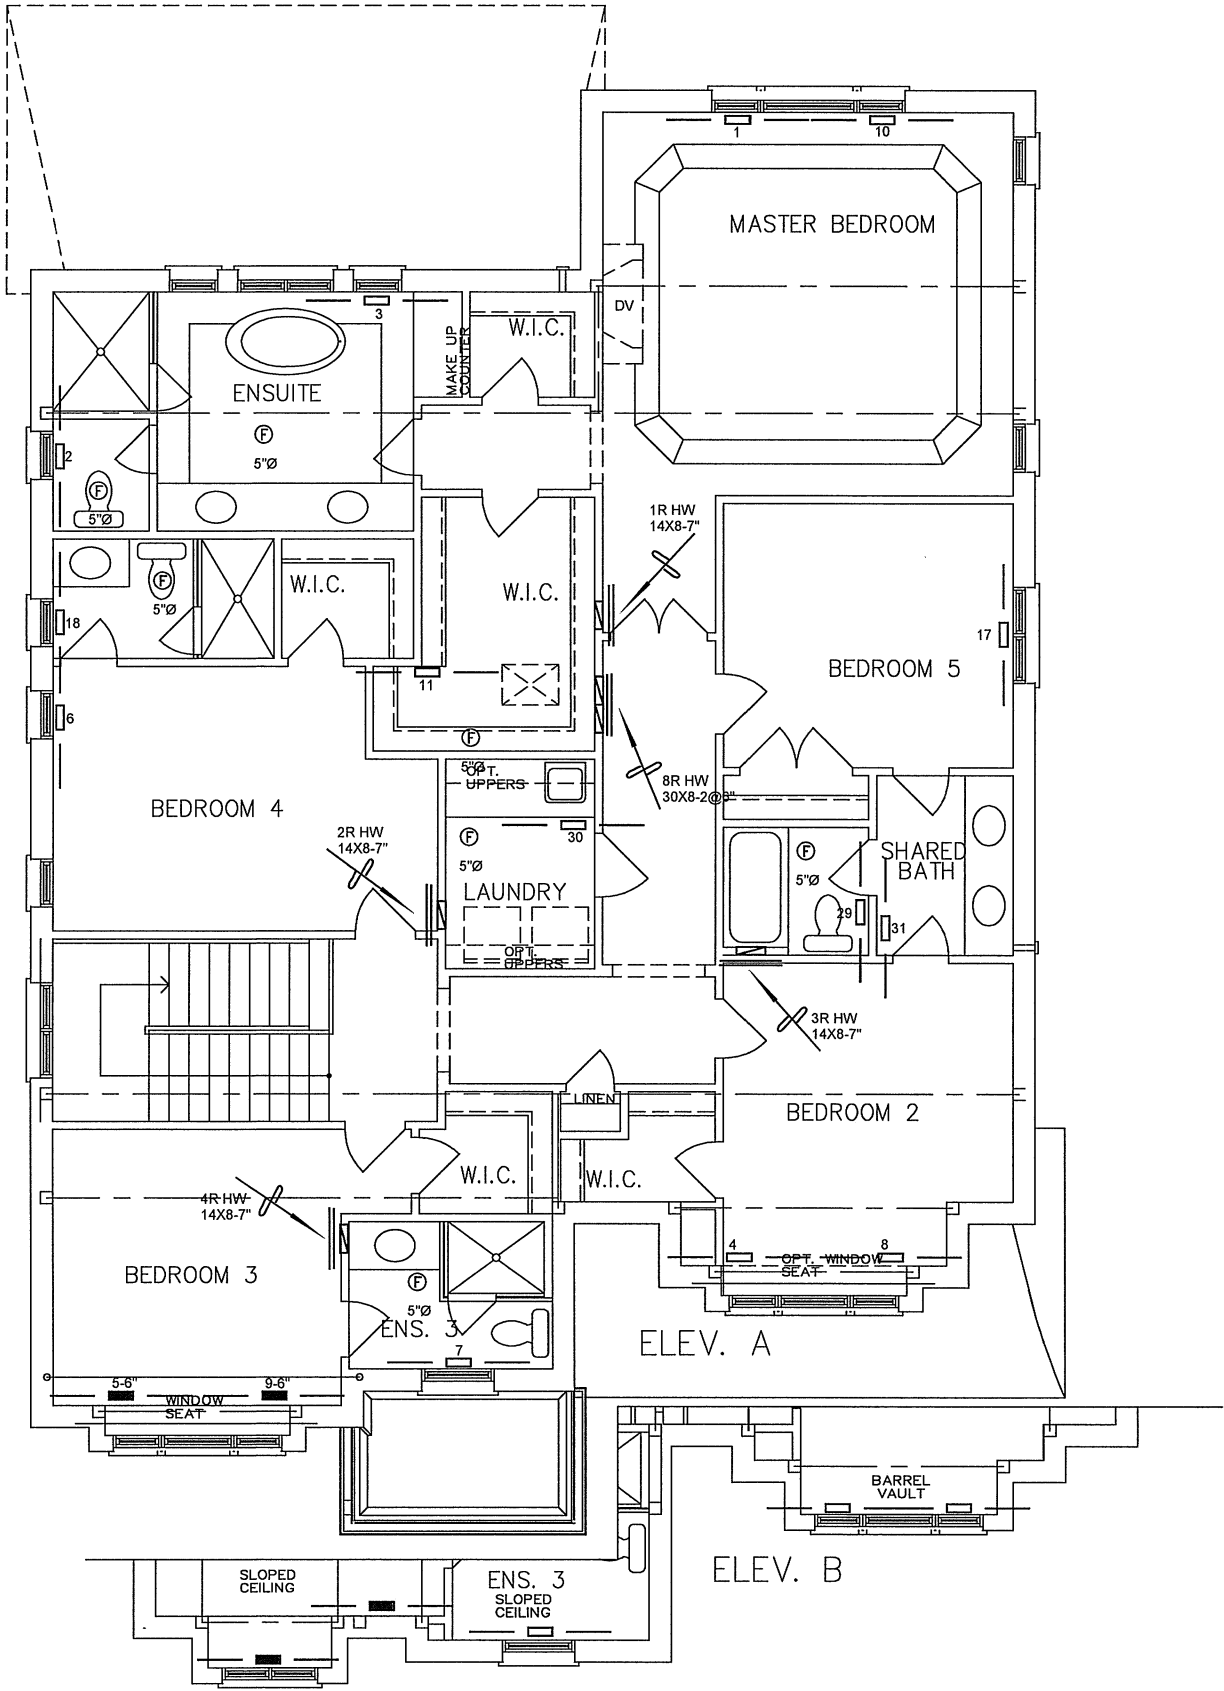 1
10
MASTER BEDROOM
DV
3
W.I.C.
MAKE UP
COUNTER
ENSUITE
F
5"Ø
2
F
5"Ø
1R HW
14X8-7"
W.I.C.
W.I.C.
F
5"Ø
18
17
BEDROOM 5
11
6
F
5"Ø
OPT.
UPPERS
8R HW
30X8-2@6"
BEDROOM 4
2R HW
14X8-7"
30
F
5"Ø
LAUNDRY
F
5"Ø
SHARED
BATH
29
31
OPT.
UPPERS
3R HW
14X8-7"
LINEN
BEDROOM 2
W.I.C.
W.I.C.
4R HW
14X8-7"
BEDROOM 3
4
8
OPT. WINDOW
SEAT
F
5"Ø
ENS. 3
7
ELEV. A
5-6"
9-6"
WINDOW
SEAT
BARREL
VAULT
ELEV. B
SLOPED
CEILING
ENS. 3
SLOPED
CEILING